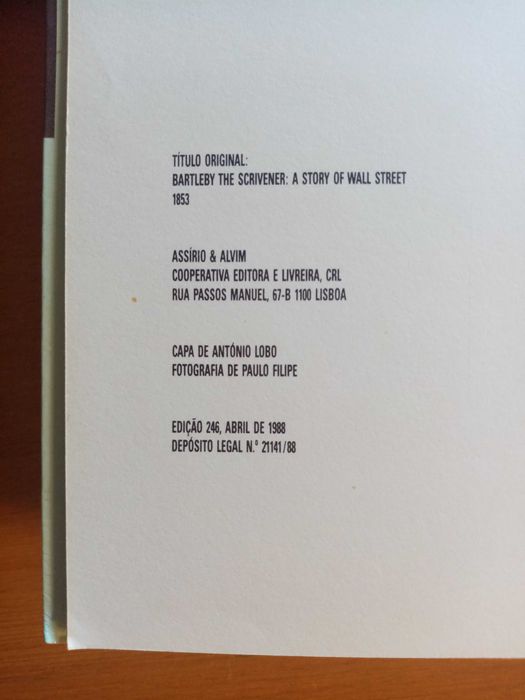 TÍTULO ORIGINAL:
BARTLEBY THE SCRIVENER: A STORY OF WALL STREET
1853
ASSÍRIO & ALVIM
COOPERATIVA EDITORA E LIVREIRA, CRL
RUA PASSOS MANUEL, 67-B 1100 LISBOA
CAPA DE ANTÓNIO LOBO
FOTOGRAFIA DE PAULO FILIPE
EDIÇÃO 246, ABRIL DE 1988
DEPÓSITO LEGAL N.º 21141/88